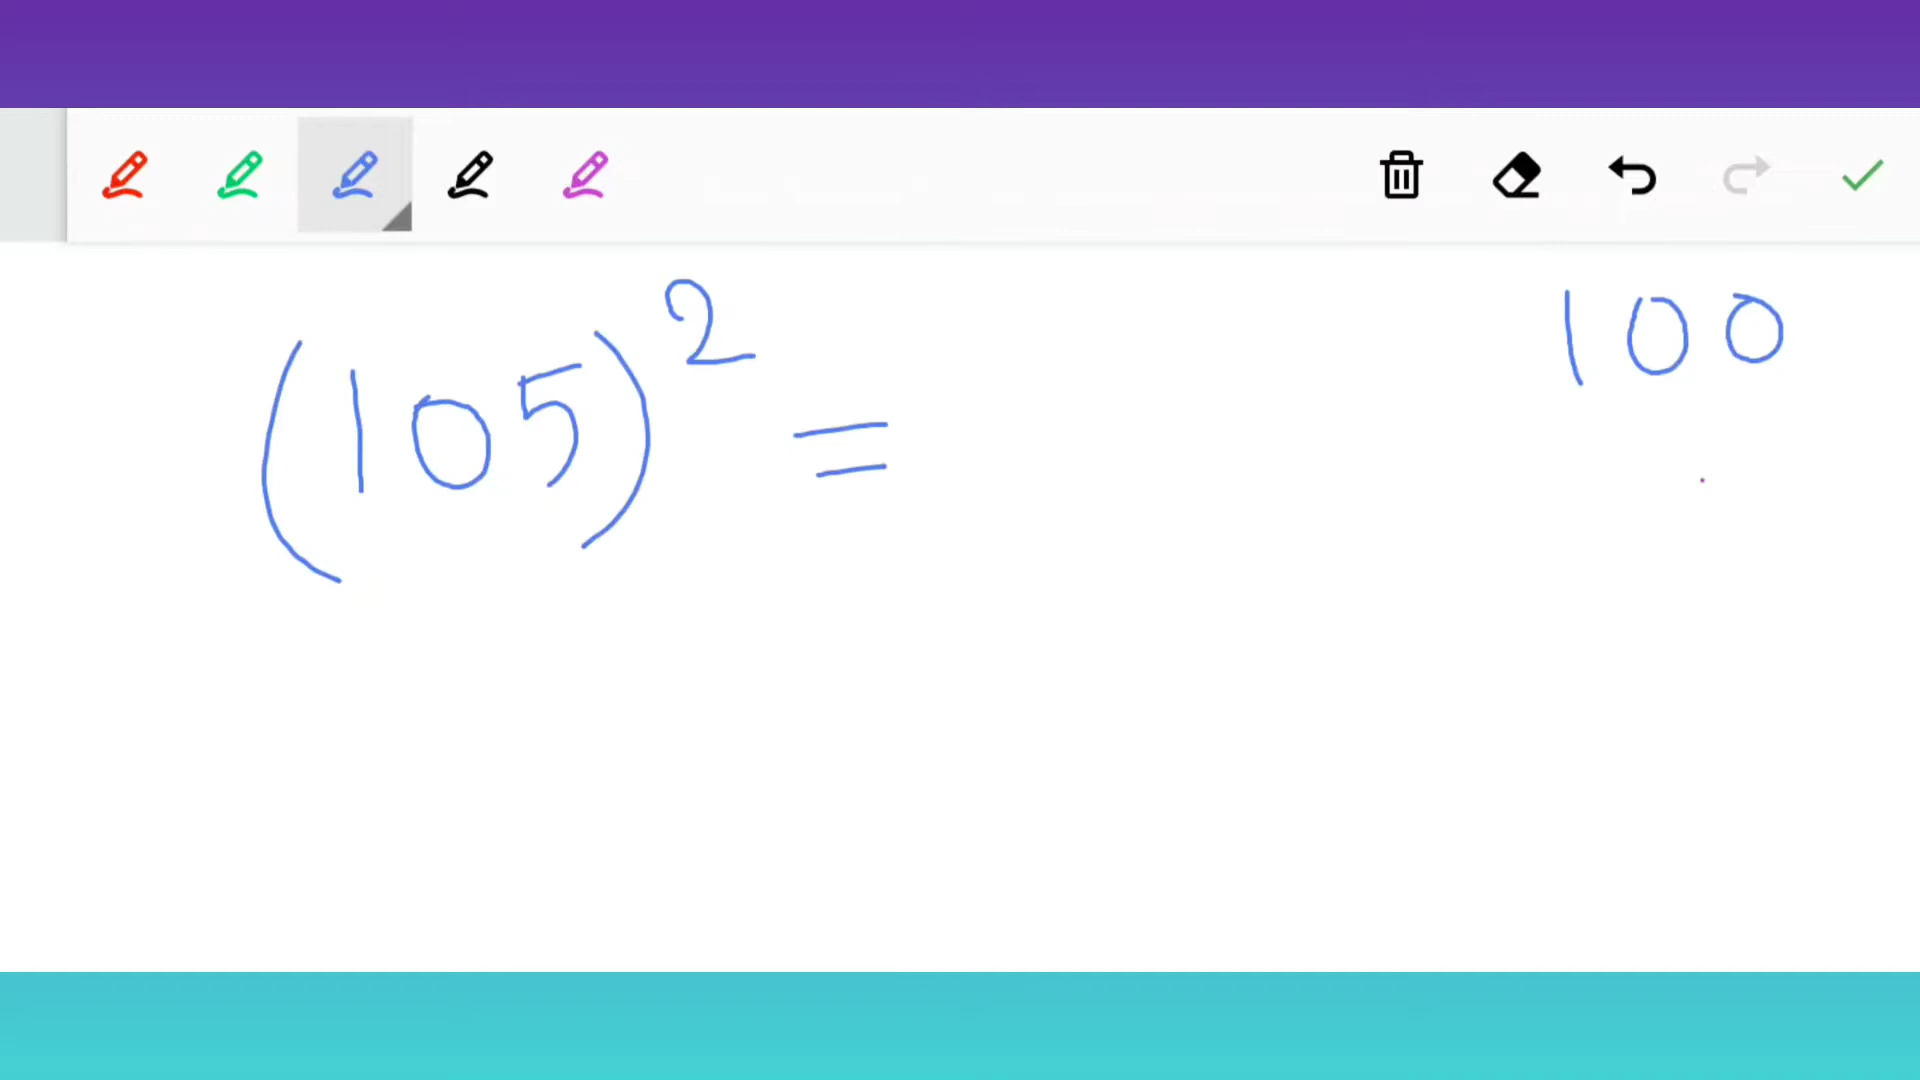 (105)² =
100